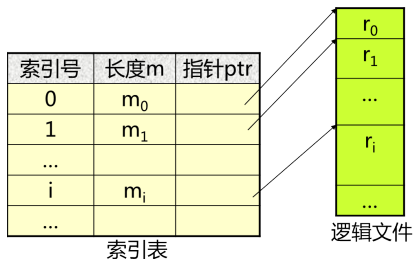 索引号 长度m 指针ptr
0 m₀
1 m₁
...
i mᵢ
...
索引表
r₀
r₁
...
rᵢ
...
逻辑文件